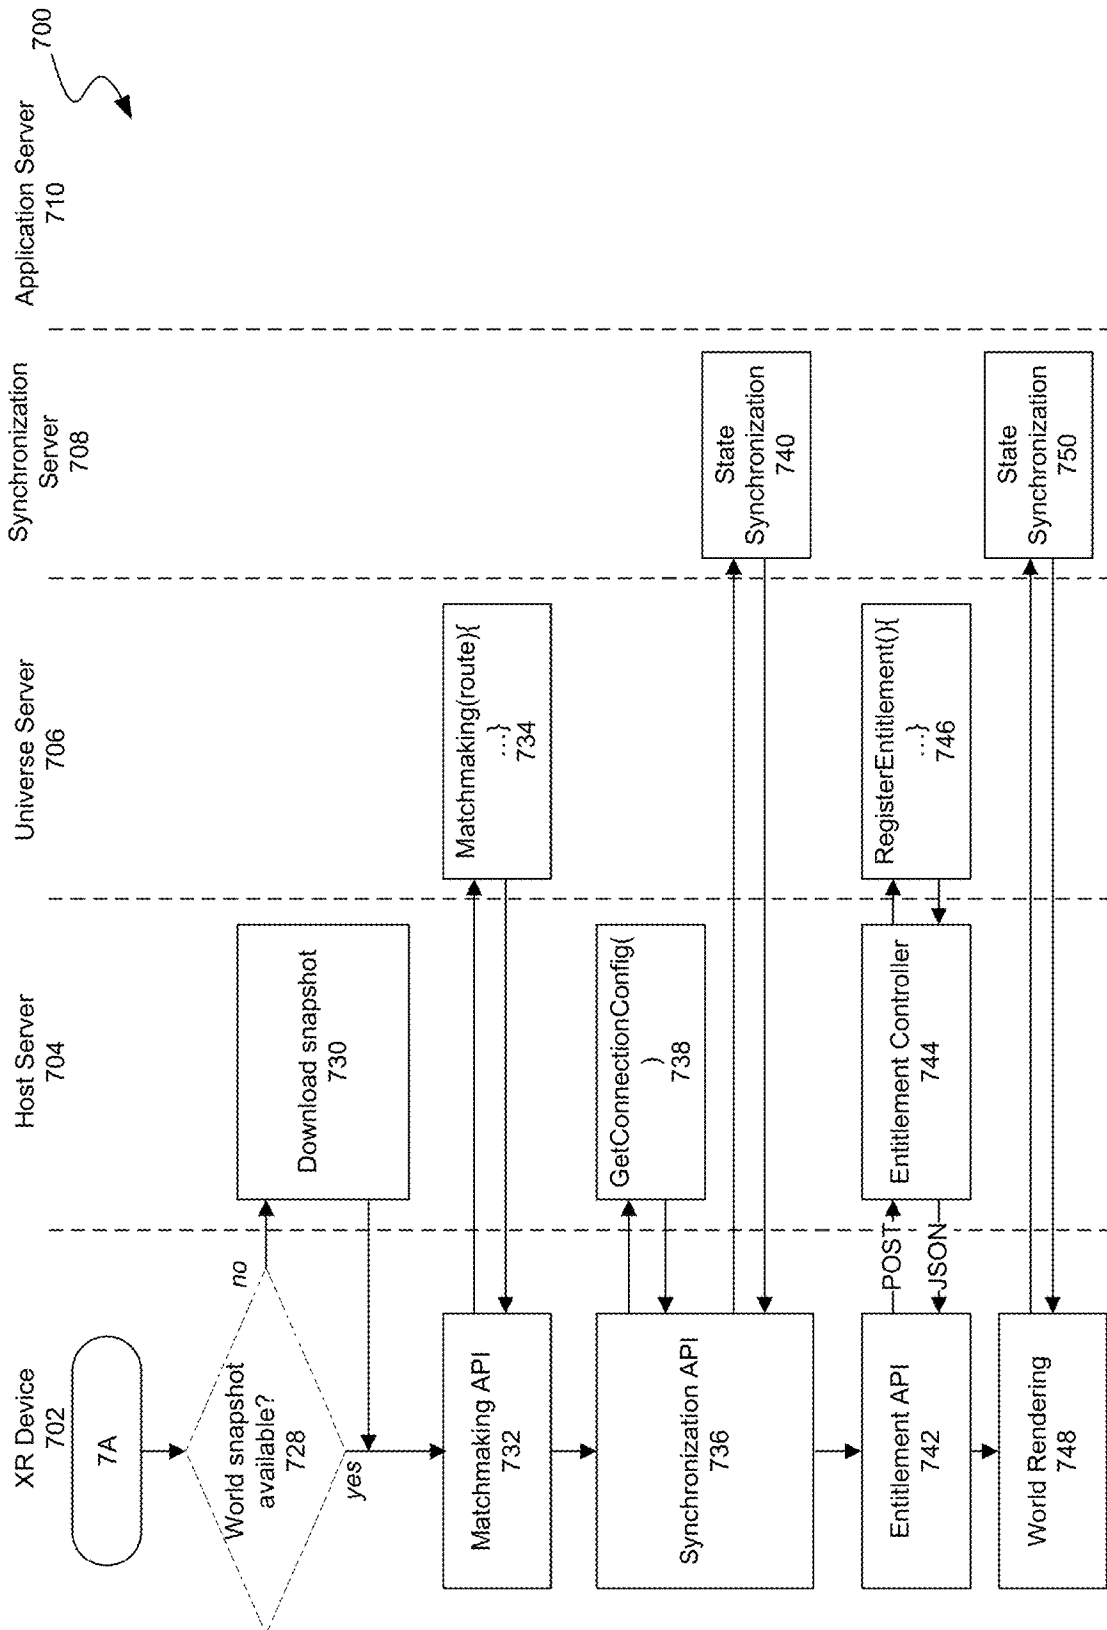 700
XR Device
702
Host Server
704
Universe Server
706
Synchronization
Server
708
Application Server
710
7A
World snapshot
available?
728
no
yes
Download snapshot
730
Matchmaking API
732
Matchmaking(route){
...}
734
Synchronization API
736
GetConnectionConfig(
)
738
State
Synchronization
740
Entitlement API
742
POST
JSON
Entitlement Controller
744
RegisterEntitlement(){
...}
746
World Rendering
748
State
Synchronization
750